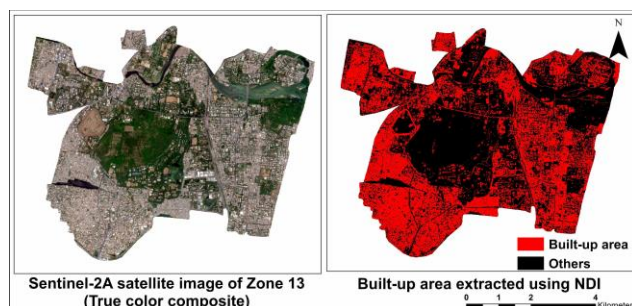 N
Built-up area
Others
Sentinel-2A satellite image of Zone 13
(True color composite)
Built-up area extracted using NDI
0 2 4
Kilometer